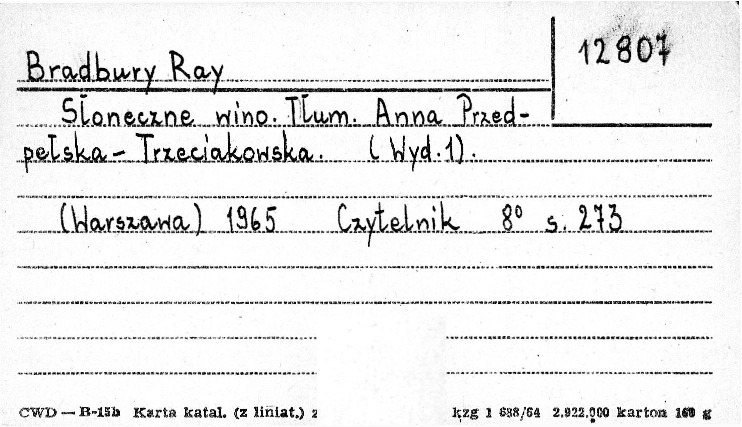 12807
Bradbury Ray
Słoneczne wino. Tłum. Anna Przed-
pełska-Trzeciakowska. (Wyd.1).
(Warszawa) 1965 Czytelnik 8° s. 273
CWD — B-15b Karta katal. (z liniat.) z kzg 1 688/64 2.922.000 karton 160 g